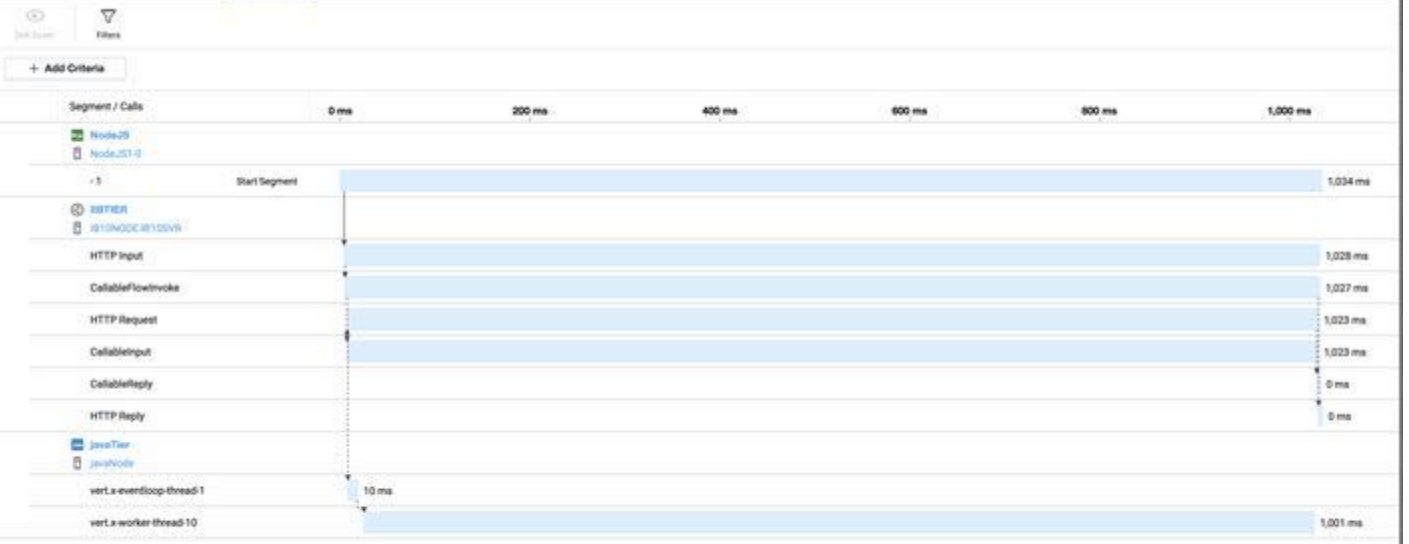 Filters
+ Add Criteria
Segment / Calls 0 ms 200 ms 400 ms 600 ms 800 ms 1,000 ms
NodeJS
NodeJS1-0
- 1 Start Segment 1,034 ms
IIBTIER
HTTP Input 1,028 ms
CallableFlowInvoke 1,027 ms
HTTP Request 1,023 ms
CallableInput 1,023 ms
CallableReply 0 ms
HTTP Reply 0 ms
javaTier
javaNode
vert.x-eventloop-thread-1 10 ms
vert.x-worker-thread-10 1,001 ms